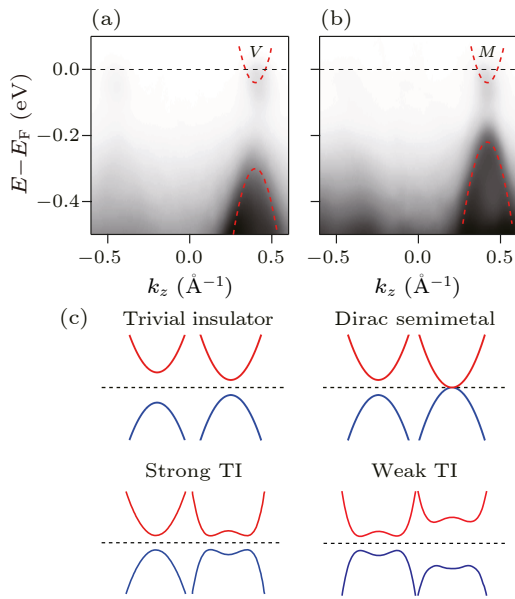 (a)
(b)
V
M
0.0
−0.2
−0.4
E−E_F (eV)
−0.5 0.0 0.5
−0.5 0.0 0.5
k_z (Å⁻¹)
k_z (Å⁻¹)
(c)
Trivial insulator
Dirac semimetal
Strong TI
Weak TI